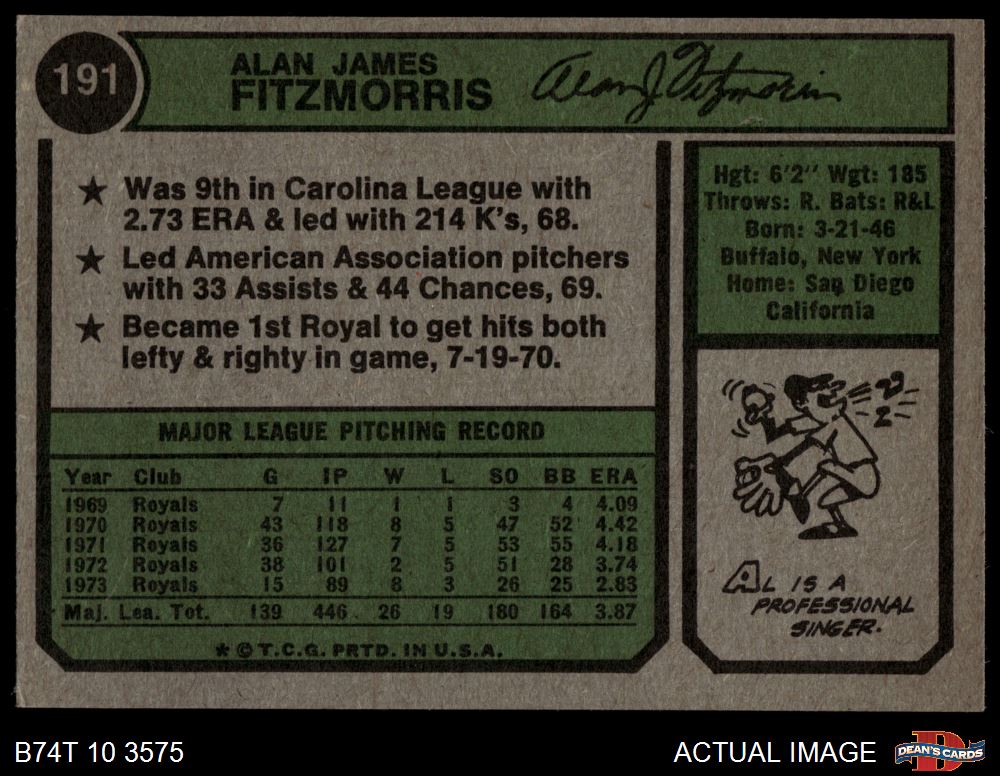 191
ALAN JAMES
FITZMORRIS
Alan J. Fitzmorris
★ Was 9th in Carolina League with
2.73 ERA & led with 214 K's, 68.
★ Led American Association pitchers
with 33 Assists & 44 Chances, 69.
★ Became 1st Royal to get hits both
lefty & righty in game, 7-19-70.
Hgt: 6'2" Wgt: 185
Throws: R. Bats: R&L
Born: 3-21-46
Buffalo, New York
Home: San Diego
California
MAJOR LEAGUE PITCHING RECORD
Year Club G IP W L SO BB ERA
1969 Royals 7 11 1 1 3 4 4.09
1970 Royals 43 118 8 5 47 52 4.42
1971 Royals 36 127 7 5 53 55 4.18
1972 Royals 38 101 2 5 51 28 3.74
1973 Royals 15 89 8 3 26 25 2.83
Maj. Lea. Tot. 139 446 26 19 180 164 3.87
* © T.C.G. PRTD. IN U.S.A.
AL IS A
PROFESSIONAL
SINGER.
B74T 10 3575
ACTUAL IMAGE
DEAN'S CARDS